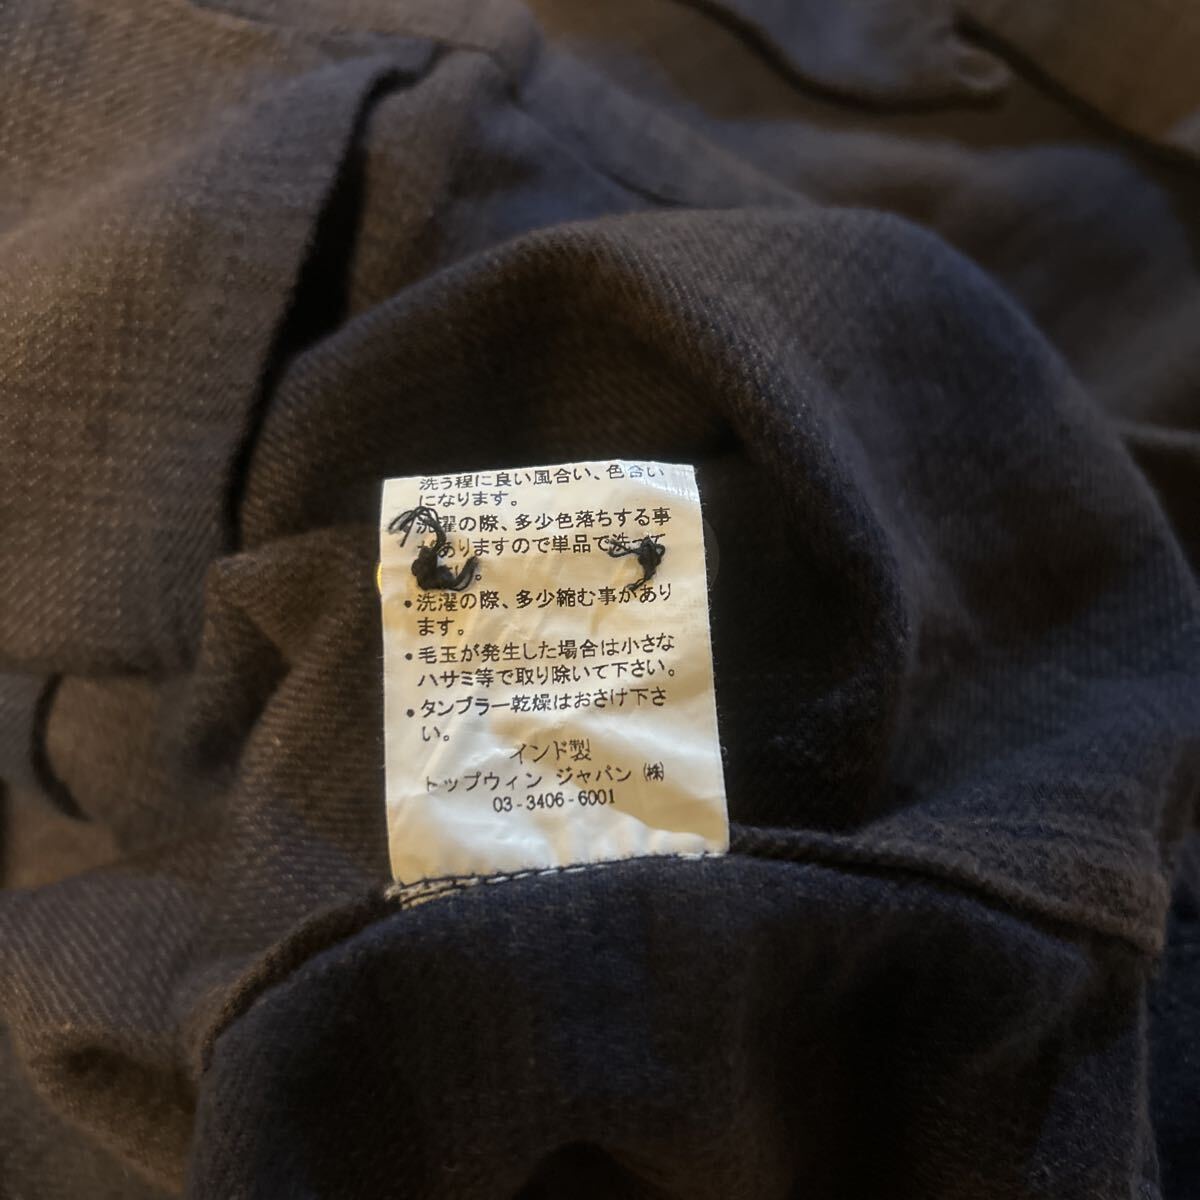 洗う程に良い風合い、色合い
になります。
洗濯の際、多少色落ちする事
がありますので単品で洗って
い。
・洗濯の際、多少縮む事があり
ます。
・毛玉が発生した場合は小さな
ハサミ等で取り除いて下さい。
・タンブラー乾燥はおさけ下さ
い。
インド製
トップウィン ジャパン ㈱
03-3406-6001